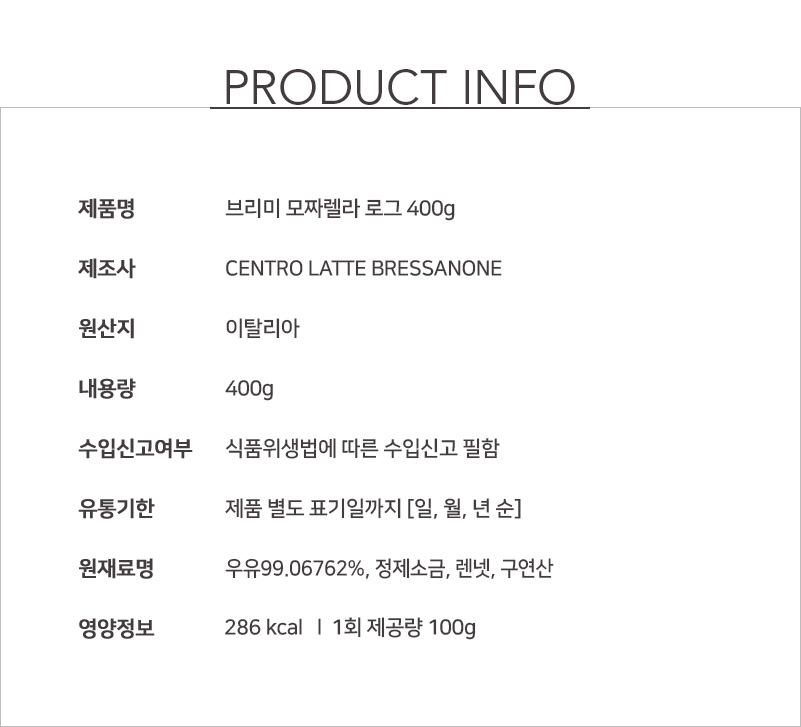 PRODUCT INFO
제품명 브리미 모짜렐라 로그 400g
제조사 CENTRO LATTE BRESSANONE
원산지 이탈리아
내용량 400g
수입신고여부 식품위생법에 따른 수입신고 필함
유통기한 제품 별도 표기일까지 [일, 월, 년 순]
원재료명 우유99.06762%, 정제소금, 렌넷, 구연산
영양정보 286 kcal ㅣ 1회 제공량 100g